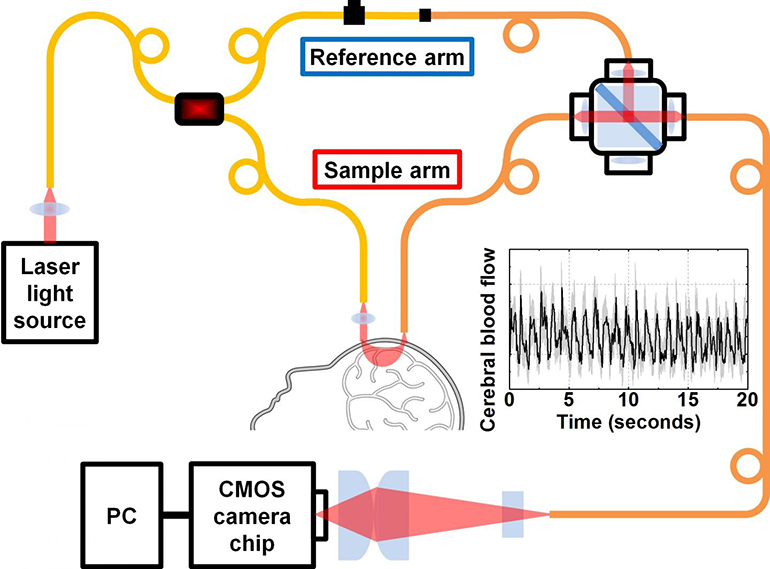 Reference arm
Sample arm
Laser
light
source
Cerebral blood flow
0 5 10 15 20
Time (seconds)
PC
CMOS
camera
chip